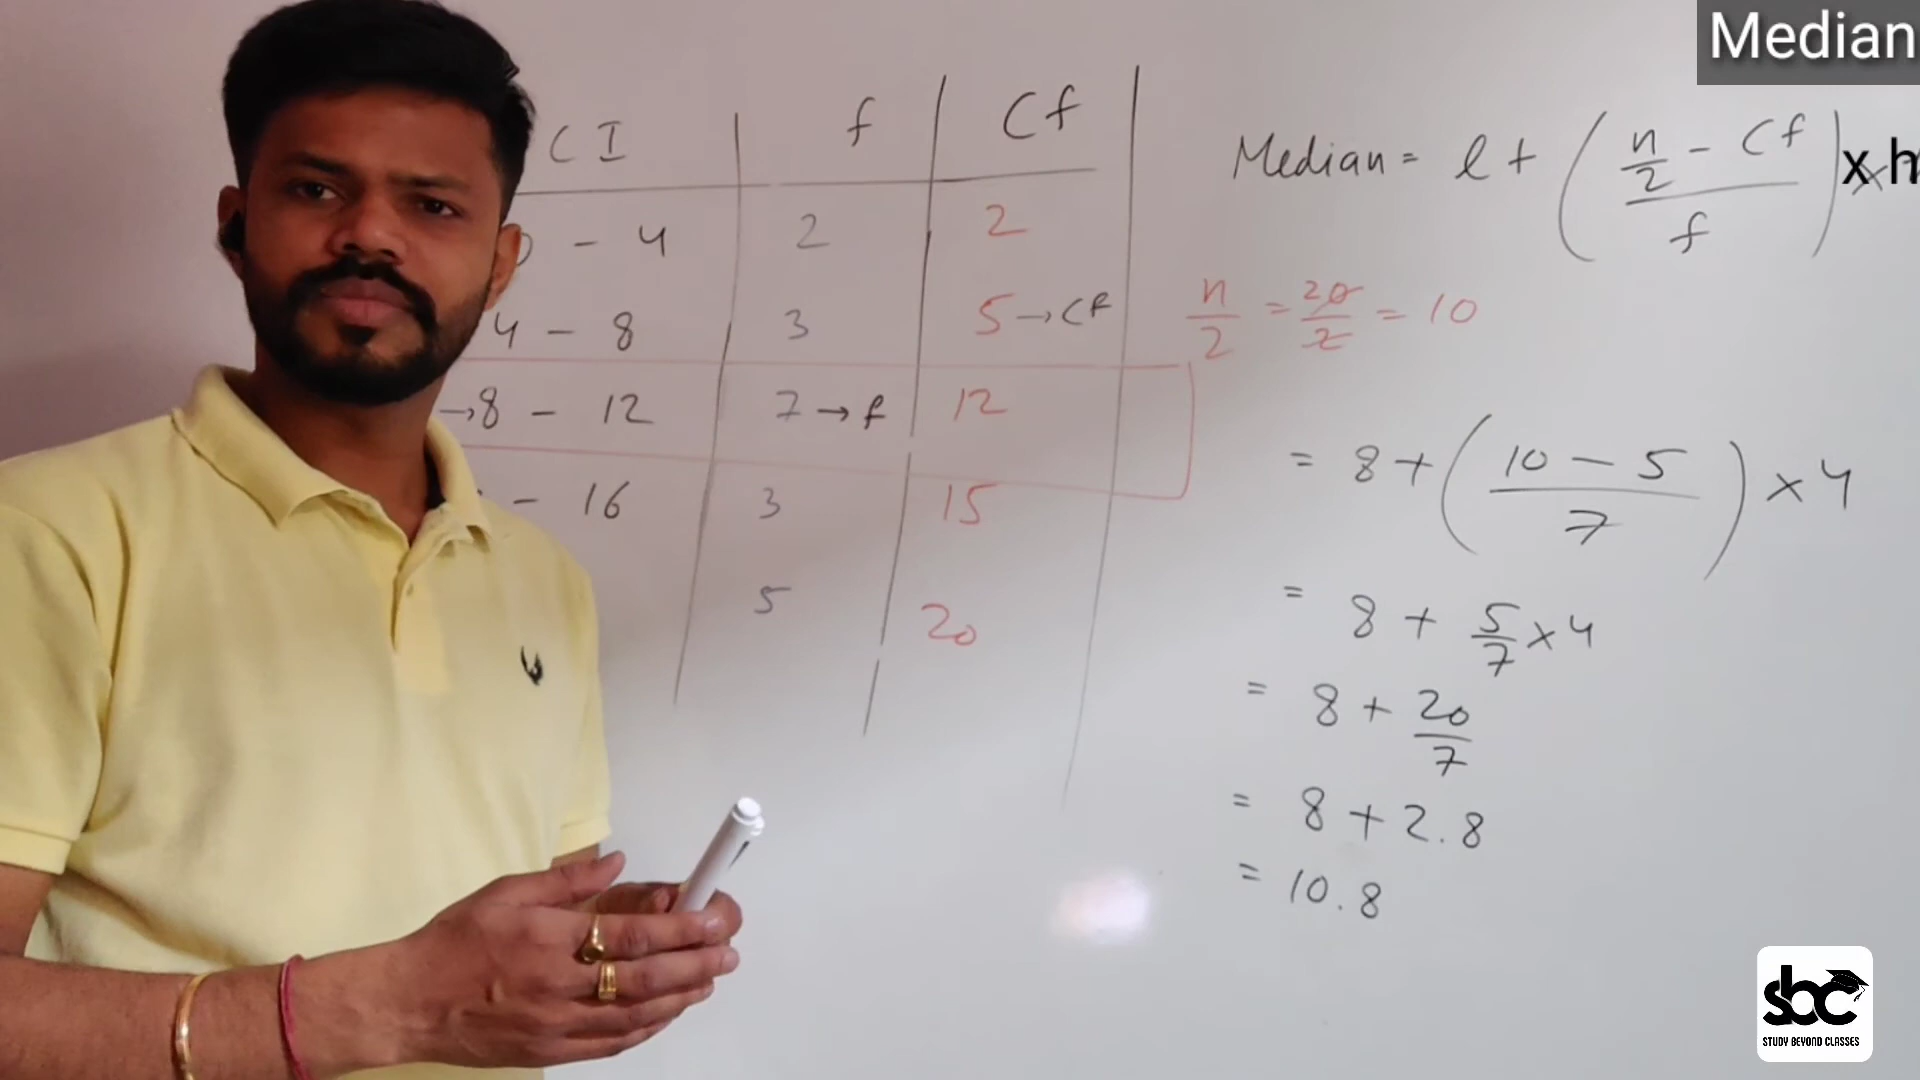 Median
CI f Cf
0 - 4 2 2
4 - 8 3 5 → Cf
→ 8 - 12 7 → f 12
- 16 3 15
5 20
Median = l + ( n/2 - Cf / f ) x h
n/2 = 20/2 = 10
= 8 + ( 10 - 5 / 7 ) × 4
= 8 + 5/7 × 4
= 8 + 20/7
= 8 + 2.8
= 10.8
sbc
STUDY BEYOND CLASSES